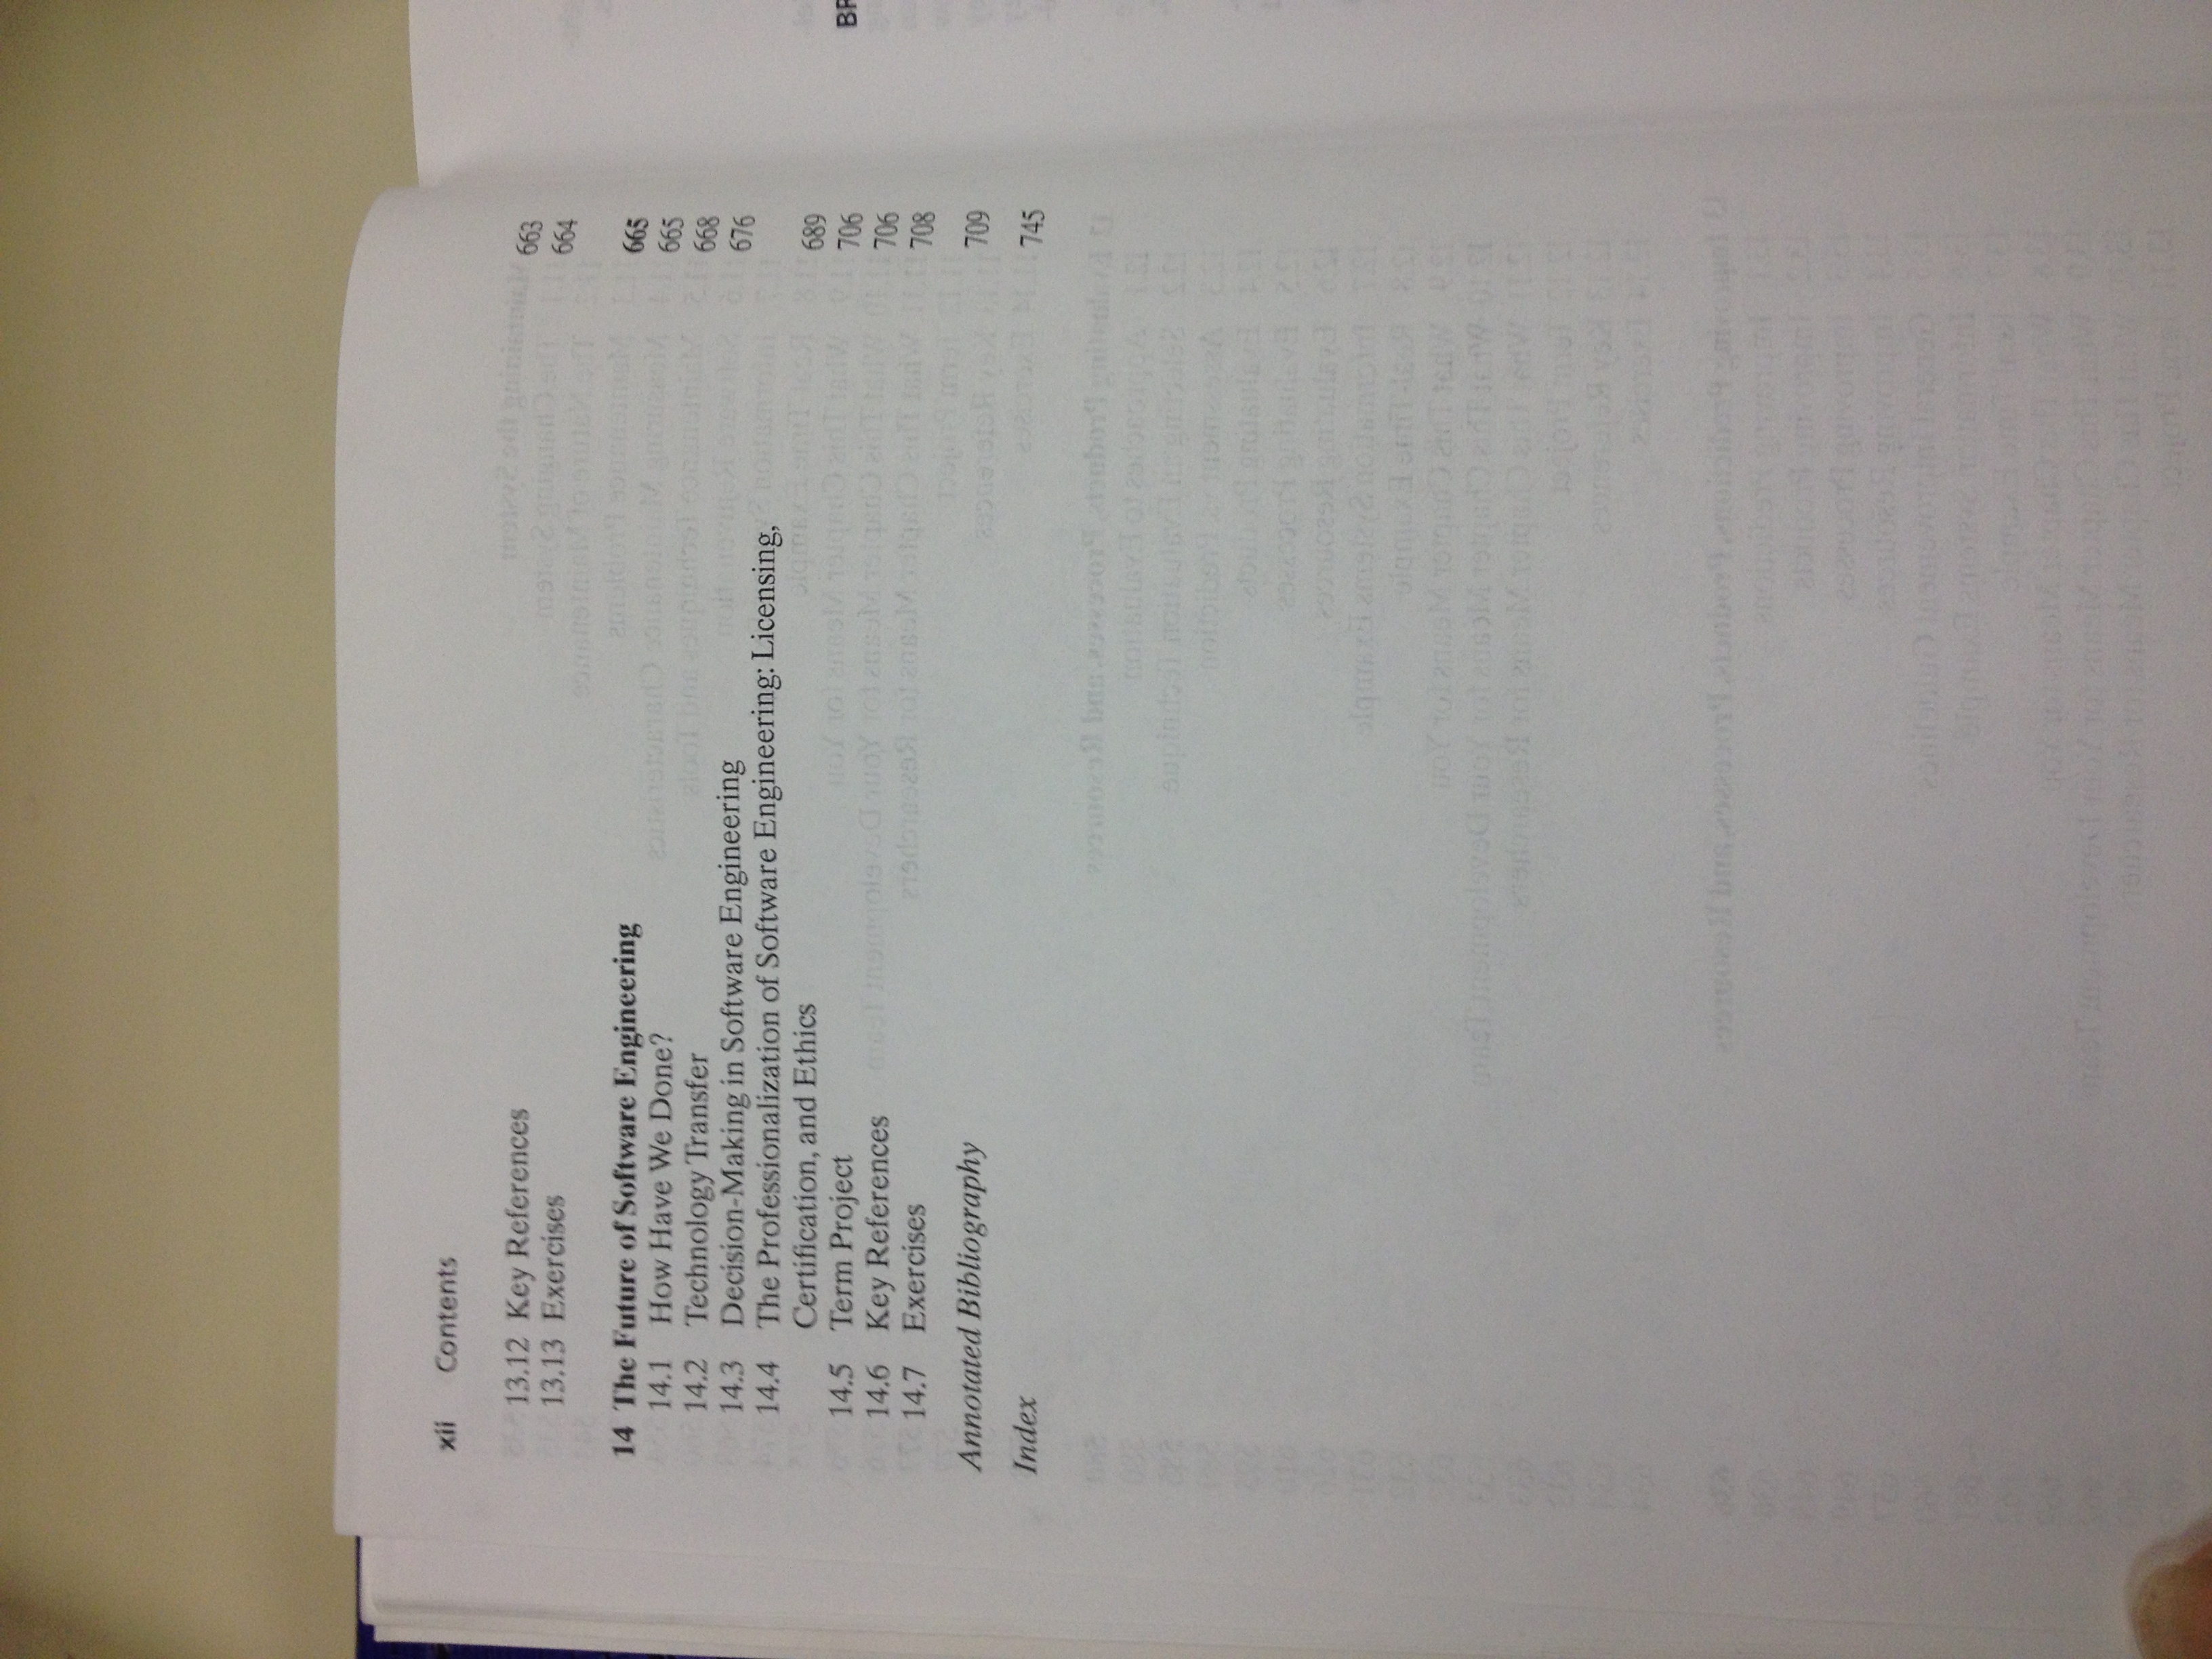 xii Contents
13.12 Key References 663
13.13 Exercises 664
14 The Future of Software Engineering 665
14.1 How Have We Done? 665
14.2 Technology Transfer 668
14.3 Decision-Making in Software Engineering 676
14.4 The Professionalization of Software Engineering: Licensing,
Certification, and Ethics 689
14.5 Term Project 706
14.6 Key References 706
14.7 Exercises 708
Annotated Bibliography 709
Index 745
BR